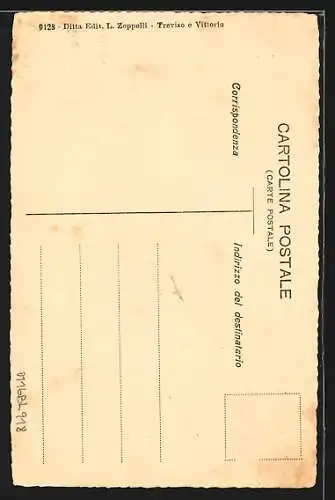 9128 - Ditta Edit. L. Zoppelli - Treviso e Vittorio
CARTOLINA POSTALE
(CARTE POSTALE)
Corrispondenza
Indirizzo del destinatario